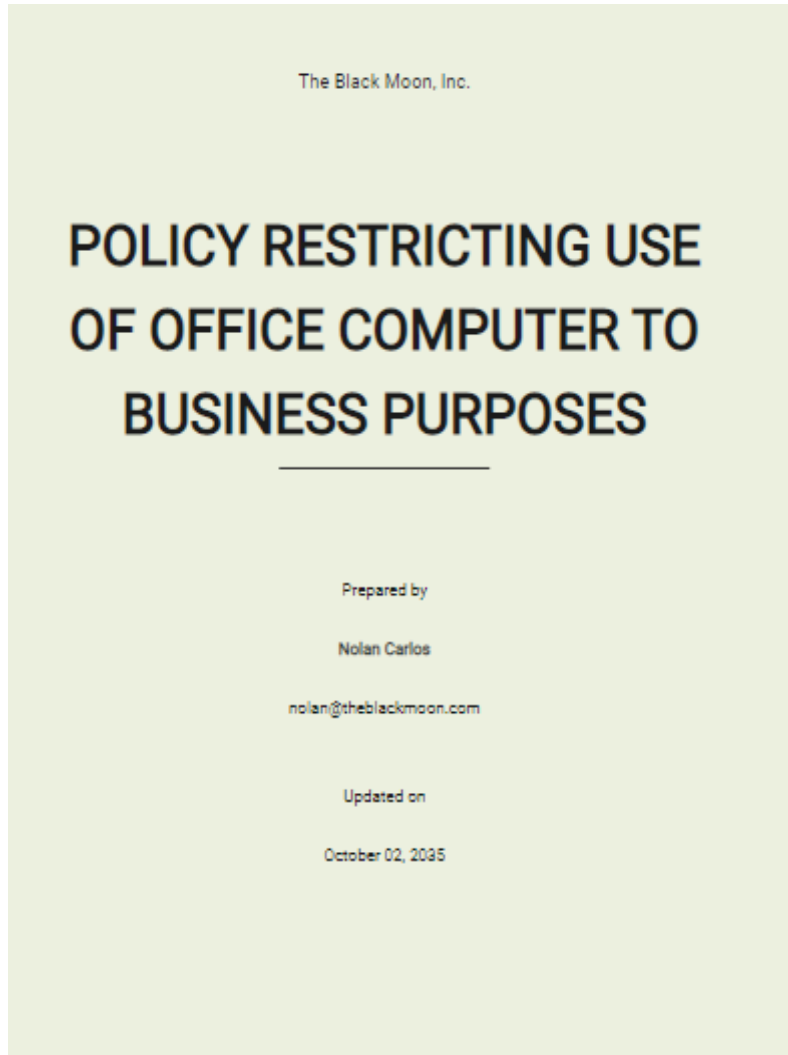 The Black Moon, Inc.
POLICY RESTRICTING USE
OF OFFICE COMPUTER TO
BUSINESS PURPOSES
Prepared by
Nolan Carlos
nolan@theblackmoon.com
Updated on
October 02, 2035